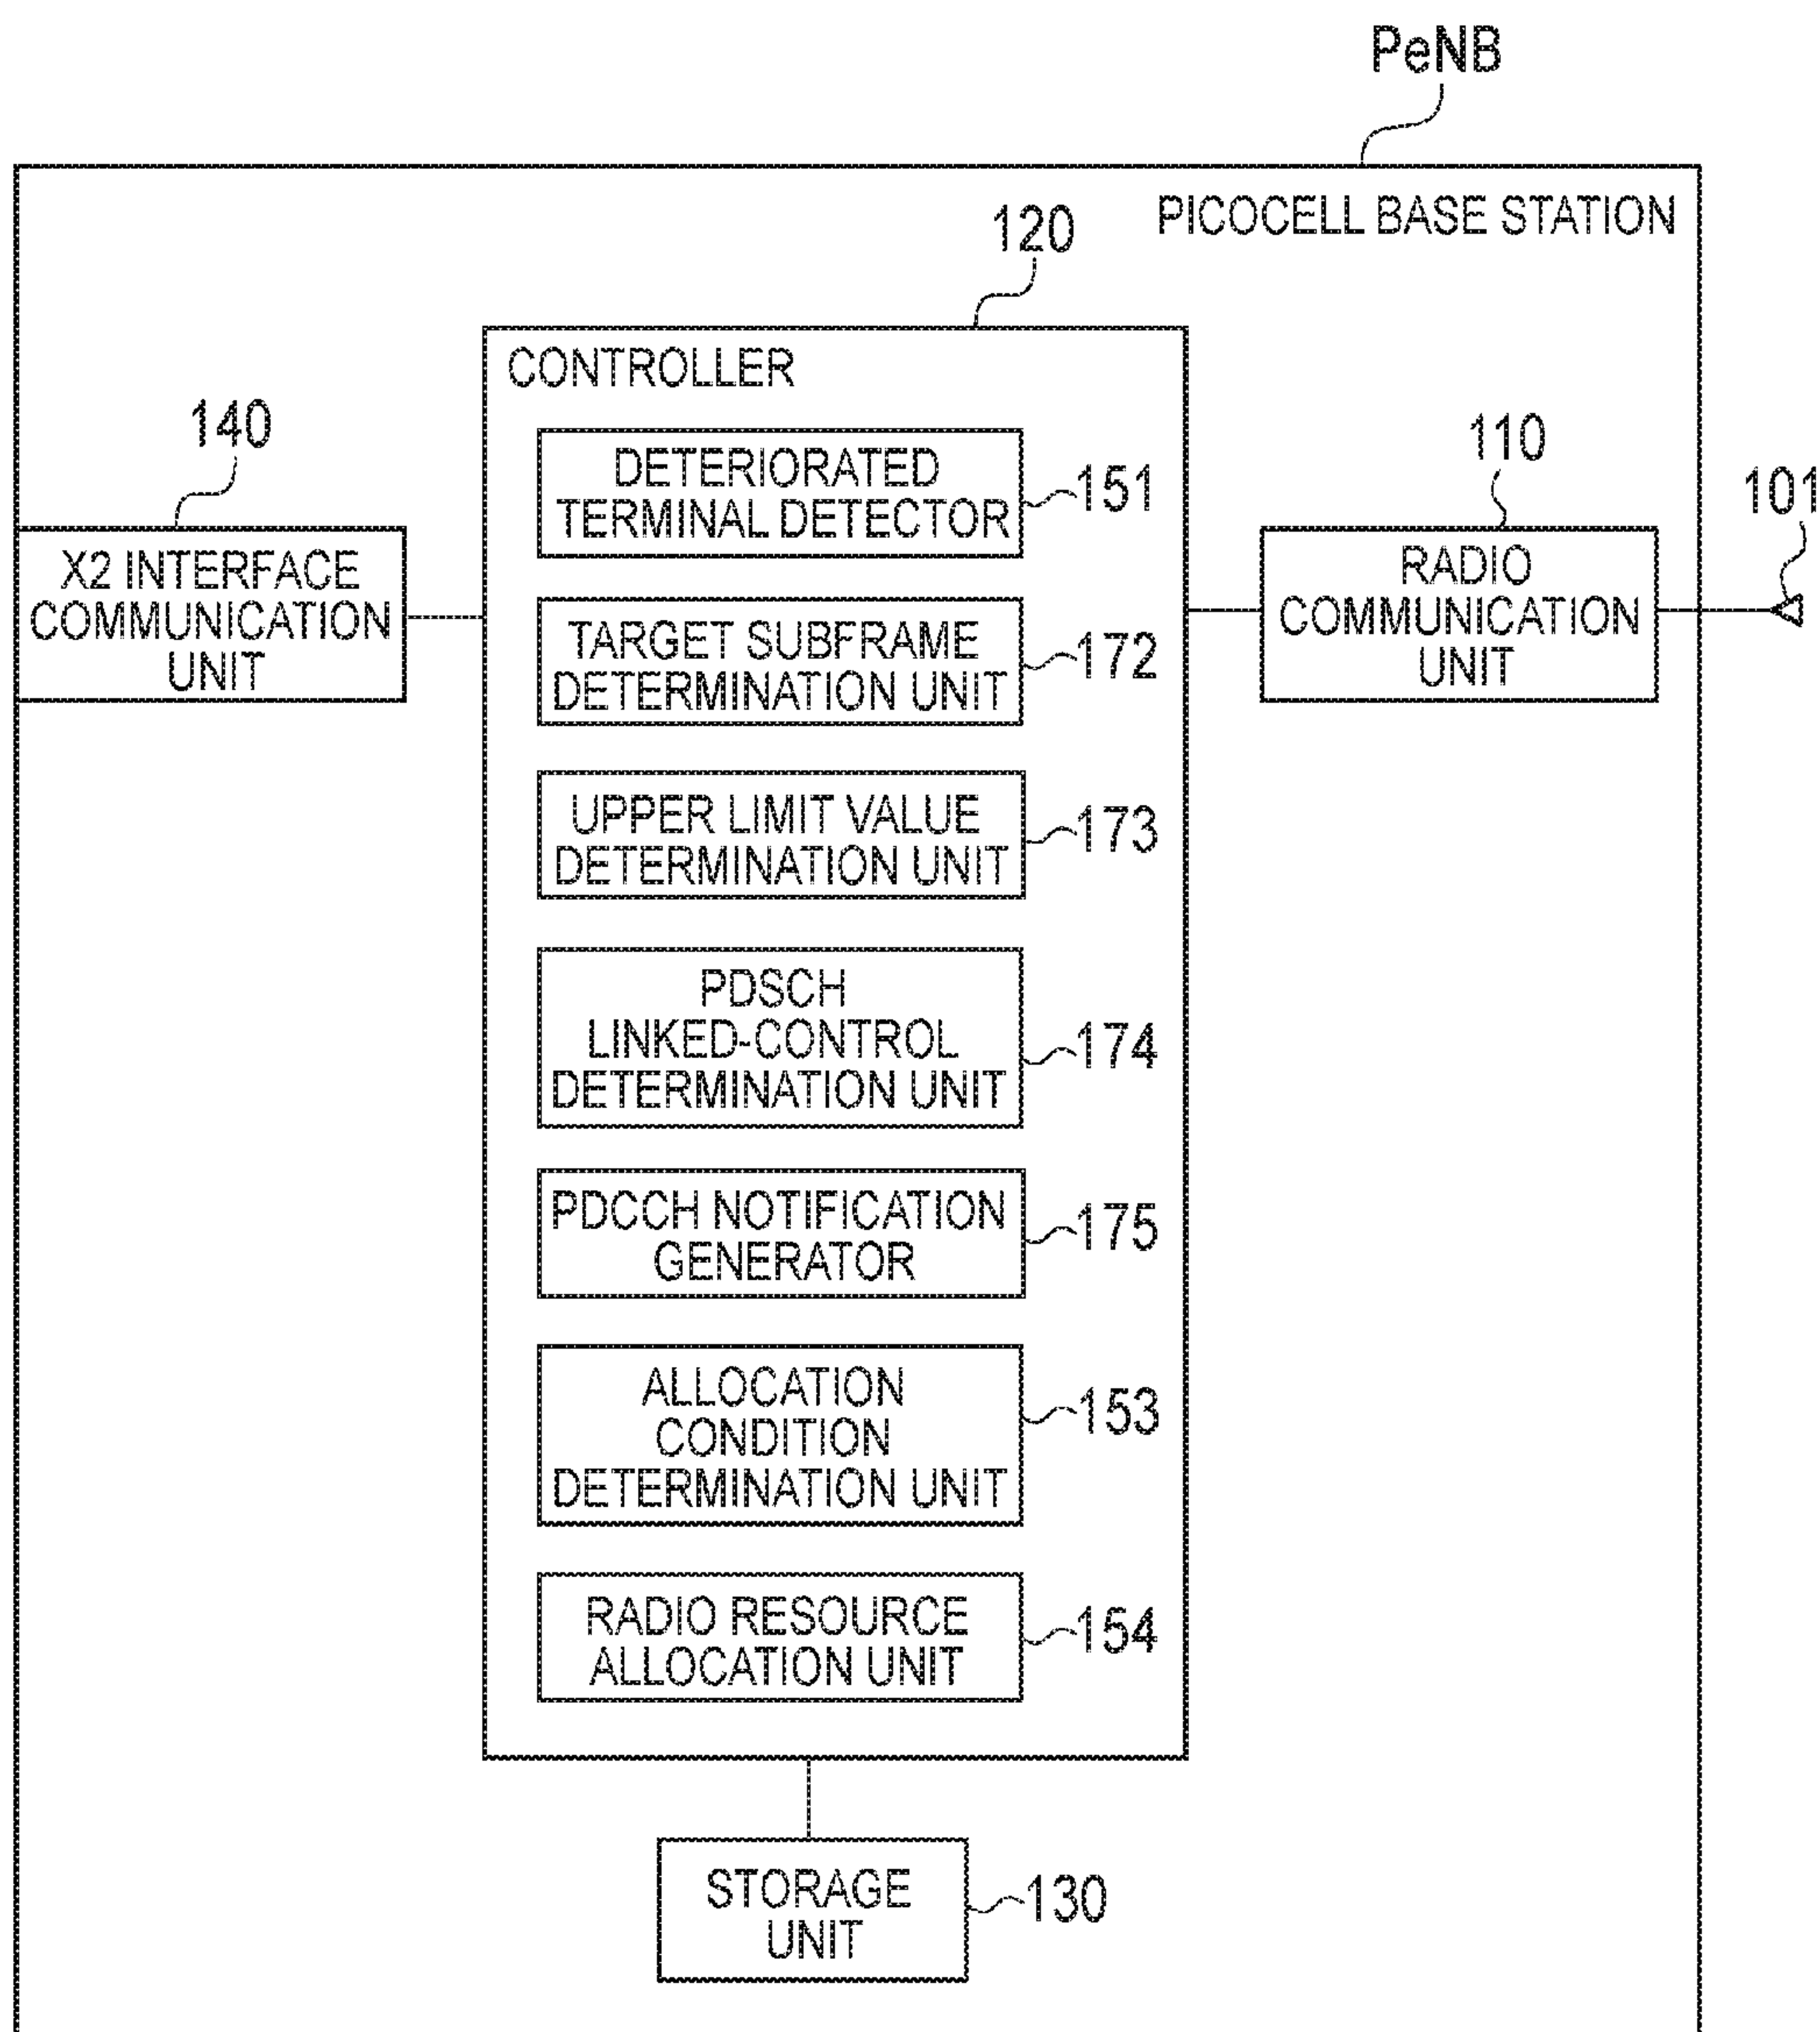 PeNB
PICOCELL BASE STATION
120
CONTROLLER
140
X2 INTERFACE
COMMUNICATION
UNIT
DETERIORATED
TERMINAL DETECTOR
151
TARGET SUBFRAME
DETERMINATION UNIT
172
UPPER LIMIT VALUE
DETERMINATION UNIT
173
PDSCH
LINKED-CONTROL
DETERMINATION UNIT
174
PDCCH NOTIFICATION
GENERATOR
175
ALLOCATION
CONDITION
DETERMINATION UNIT
153
RADIO RESOURCE
ALLOCATION UNIT
154
110
RADIO
COMMUNICATION
UNIT
101
STORAGE
UNIT
130